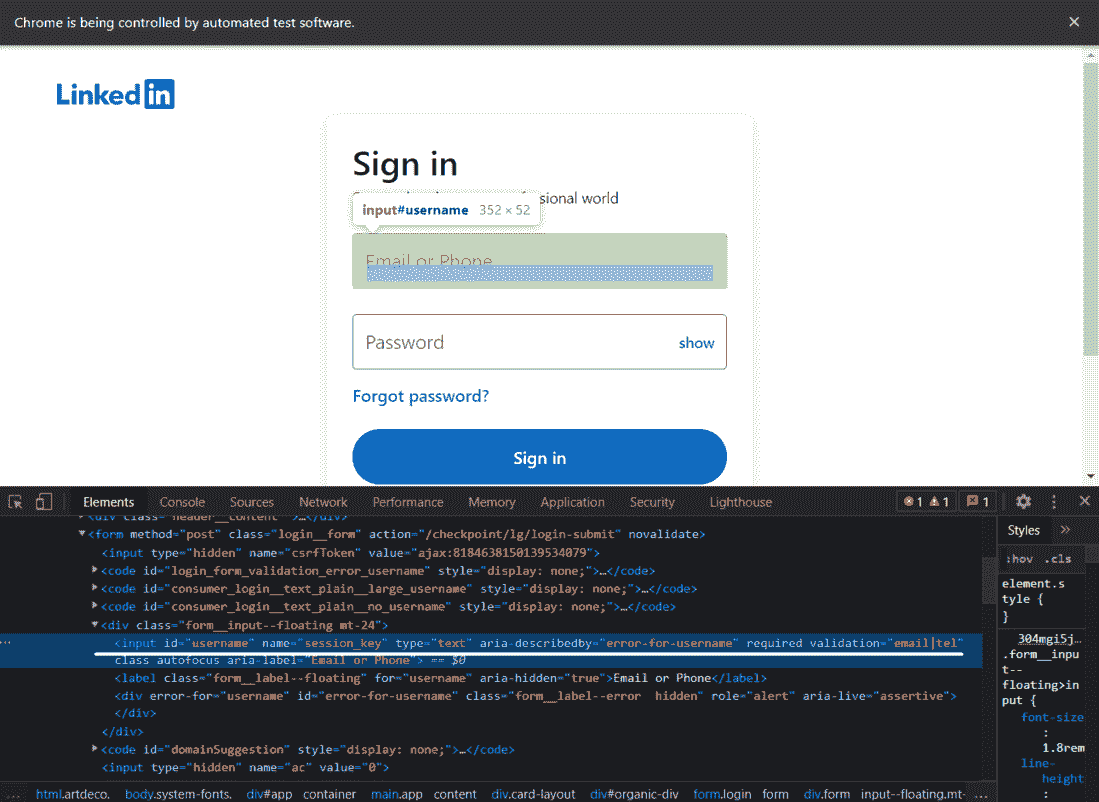 Chrome is being controlled by automated test software.
Linked in
Sign in
sional world
input#username 352 × 52
Email or Phone
Password show
Forgot password?
Sign in
Elements Console Sources Network Performance Memory Application Security Lighthouse 1 1 1
<div class="header__content ">…</div>
<form method="post" class="login__form" action="/checkpoint/lg/login-submit" novalidate>
<input type="hidden" name="csrfToken" value="ajax:8184638150139534079">
<code id="login_form_validation_error_username" style="display: none;">…</code>
<code id="consumer_login__text_plain__large_username" style="display: none;">…</code>
<code id="consumer_login__text_plain__no_username" style="display: none;">…</code>
<div class="form__input--floating mt-24">
<input id="username" name="session_key" type="text" aria-describedby="error-for-username" required validation="email|tel"
class autofocus aria-label="Email or Phone"> == $0
<label class="form__label--floating" for="username" aria-hidden="true">Email or Phone</label>
<div error-for="username" id="error-for-username" class="form__label--error  hidden" role="alert" aria-live="assertive">
</div>
</div>
<code id="domainSuggestion" style="display: none;">…</code>
<input type="hidden" name="ac" value="0">
… html.artdeco. body.system-fonts. div#app container main.app content div.card-layout div#organic-div form.login form div.form input--floating.mt- …
Styles »
:hov .cls
element.s
tyle {
}
304mgi5j…
.form__inpu
t--
floating>in
put {
font-size
:
1.8rem
line-
height
: